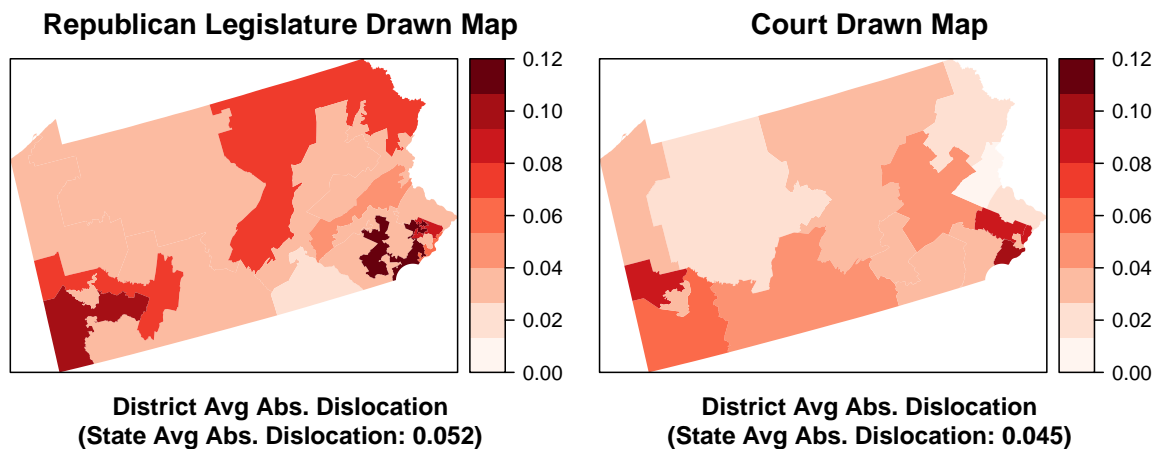 Republican Legislature Drawn Map
0.12
0.10
0.08
0.06
0.04
0.02
0.00
District Avg Abs. Dislocation
(State Avg Abs. Dislocation: 0.052)
Court Drawn Map
0.12
0.10
0.08
0.06
0.04
0.02
0.00
District Avg Abs. Dislocation
(State Avg Abs. Dislocation: 0.045)